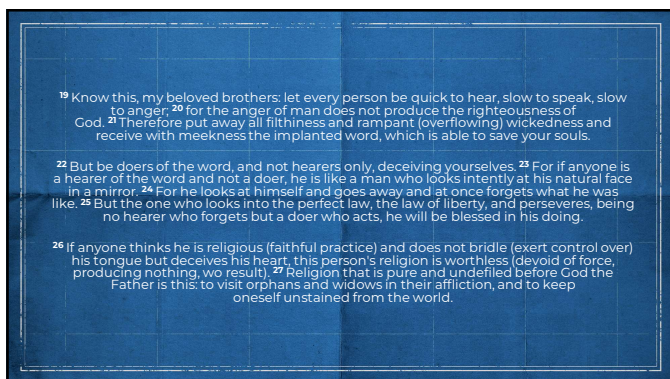 19 Know this, my beloved brothers: let every person be quick to hear, slow to speak, slow
to anger; 20 for the anger of man does not produce the righteousness of
God. 21 Therefore put away all filthiness and rampant (overflowing) wickedness and
receive with meekness the implanted word, which is able to save your souls.
22 But be doers of the word, and not hearers only, deceiving yourselves. 23 For if anyone is
a hearer of the word and not a doer, he is like a man who looks intently at his natural face
in a mirror. 24 For he looks at himself and goes away and at once forgets what he was
like. 25 But the one who looks into the perfect law, the law of liberty, and perseveres, being
no hearer who forgets but a doer who acts, he will be blessed in his doing.
26 If anyone thinks he is religious (faithful practice) and does not bridle (exert control over)
his tongue but deceives his heart, this person's religion is worthless (devoid of force,
producing nothing, wo result). 27 Religion that is pure and undefiled before God the
Father is this: to visit orphans and widows in their affliction, and to keep
oneself unstained from the world.